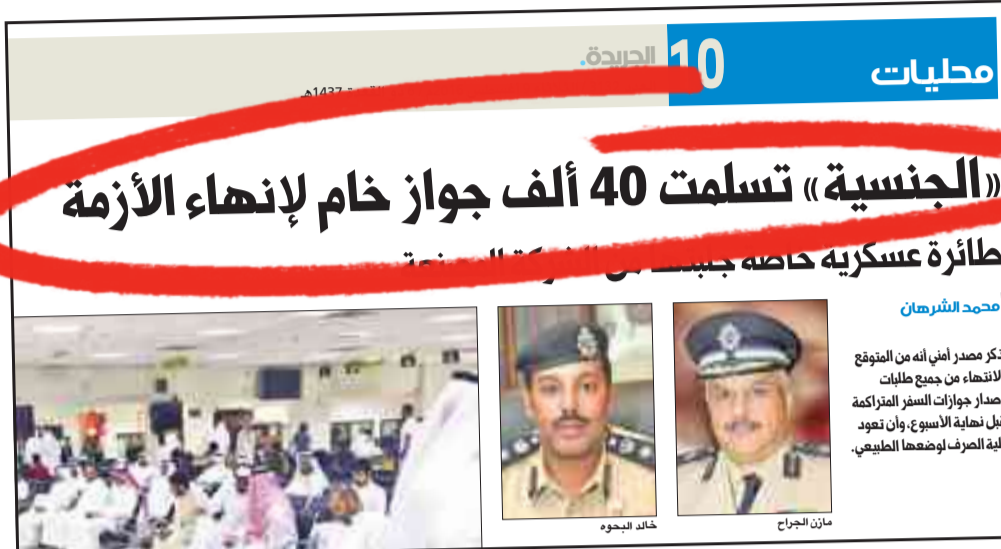 محليات
10
الجريدة.
«الجنسية» تسلمت 40 ألف جواز خام لإنهاء الأزمة
طائرة عسكرية خاصة
محمد الشرهان
ذكر مصدر أمني أنه من المتوقع
الانتهاء من جميع طلبات
إصدار جوازات السفر المتراكمة
قبل نهاية الأسبوع، وأن تعود
آلية الصرف لوضعها الطبيعي.
مازن الجراح
خالد البحوه